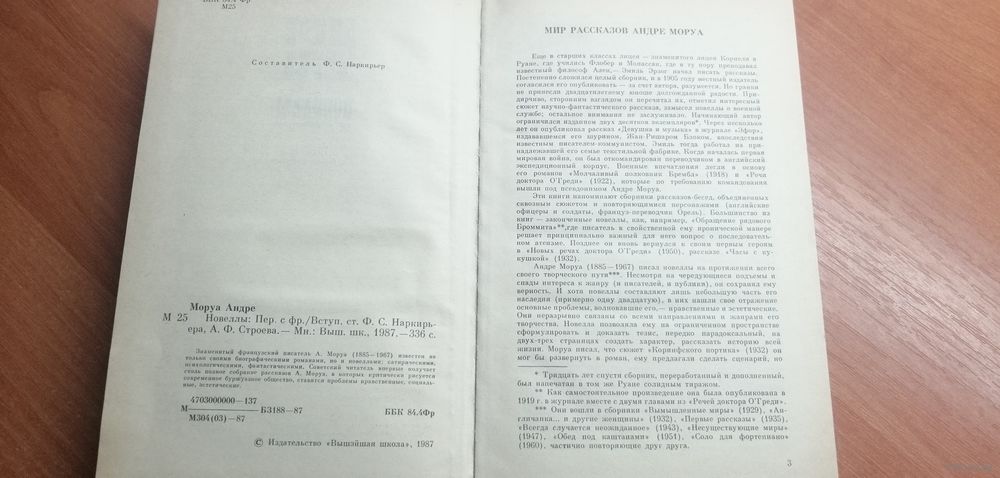 ББК 84.4 Фр
М25
Составитель Ф. С. Наркирьер
Моруа Андре
М 25 Новеллы: Пер. с фр./Вступ. ст. Ф. С. Наркирь-
ера, А. Ф. Строева.— Мн.: Выш. шк., 1987.—336 с.
Знаменитый французский писатель А. Моруа (1885—1967) известен не
только своими биографическими романами, но и новеллами: сатирическими,
психологическими, фантастическими. Советский читатель впервые получает
столь полное собрание рассказов А. Моруа, в которых критически рисуется
современное буржуазное общество, ставятся проблемы нравственные, социаль-
ные, эстетические.
4703000000—137
М БЗ188—87 ББК 84.4Фр
М304(03)—87
© Издательство «Вышэйшая школа», 1987
МИР РАССКАЗОВ АНДРЕ МОРУА
Еще в старших классах лицея — знаменитого лицея Корнеля в
Руане, где учились Флобер и Мопассан, где в ту пору преподавал
известный философ Ален,— Эмиль Эрзог начал писать рассказы.
Постепенно сложился целый сборник, и в 1905 году местный издатель
согласился его опубликовать — за счет автора, разумеется. Но гранки
не принесли двадцатилетнему юноше долгожданной радости. При-
дирчиво, сторонним взглядом он перечитал их, отметил интересный
сюжет научно-фантастического рассказа, замысел новеллы о военной
службе; остальное внимания не заслуживало. Начинающий автор
ограничился изданием двух десятков экземпляров*. Через несколько
лет он опубликовал рассказ «Девушка и музыка» в журнале «Эфор»,
издававшемся его шурином, Жан-Ришаром Блоком, впоследствии
известным писателем-коммунистом. Эмиль тогда работал на при-
надлежавшей его семье текстильной фабрике. Когда началась первая
мировая война, он был откомандирован переводчиком в английский
экспедиционный корпус. Военные впечатления легли в основу
его романов «Молчаливый полковник Брембл» (1918) и «Речи
доктора О'Греди» (1922), которые по требованию командования
вышли под псевдонимом Андре Моруа.
Эти книги напоминают сборники рассказов-бесед, объединенных
сквозным сюжетом и повторяющимися персонажами (английские
офицеры и солдаты, француз-переводчик Орель). Большинство из
книг — законченные новеллы, как, например, «Обращение рядового
Броммита»**,где писатель в свойственной ему иронической манере
решает принципиально важный для него вопрос о последователь-
ном атеизме. Позднее он вновь вернулся к своим первым героям
в «Новых речах доктора О'Греди» (1950), рассказе «Часы с ку-
кушкой» (1932).
Андре Моруа (1885—1967) писал новеллы на протяжении всего
своего творческого пути***. Несмотря на чередующиеся подъемы и
спады интереса к жанру (и писателей, и публики), он сохранил ему
верность. И хотя новеллы составляют лишь небольшую часть его
наследия (примерно одну двадцатую), в них нашли свое отражение
основные проблемы, волновавшие его,— нравственные и эстетические.
Они неразрывно связаны со всеми направлениями и жанрами его
творчества. Новелла позволяла ему на ограниченном пространстве
сформулировать и доказать тезис, нередко парадоксальный, на
двух-трех страницах создать характер, рассказать историю всей
жизни. Моруа писал, что сюжет «Коринфского портика» (1932) он
мог бы развернуть в роман, ему предлагали сделать сценарий, но
* Тридцать лет спустя сборник, переработанный и дополненный,
был напечатан в том же Руане солидным тиражом.
** Как самостоятельное произведение она была опубликована в
1919 г. в журнале вместе с двумя главами из «Речей доктора О'Греди».
*** Они вошли в сборники «Вымышленные миры» (1929), «Ан-
гличанка... и другие женщины» (1932), «Первые рассказы» (1935),
«Всегда случается неожиданное» (1943), «Несуществующие миры»
(1947), «Обед под каштанами» (1951), «Соло для фортепиано»
(1960), частично повторяющие друг друга.
3